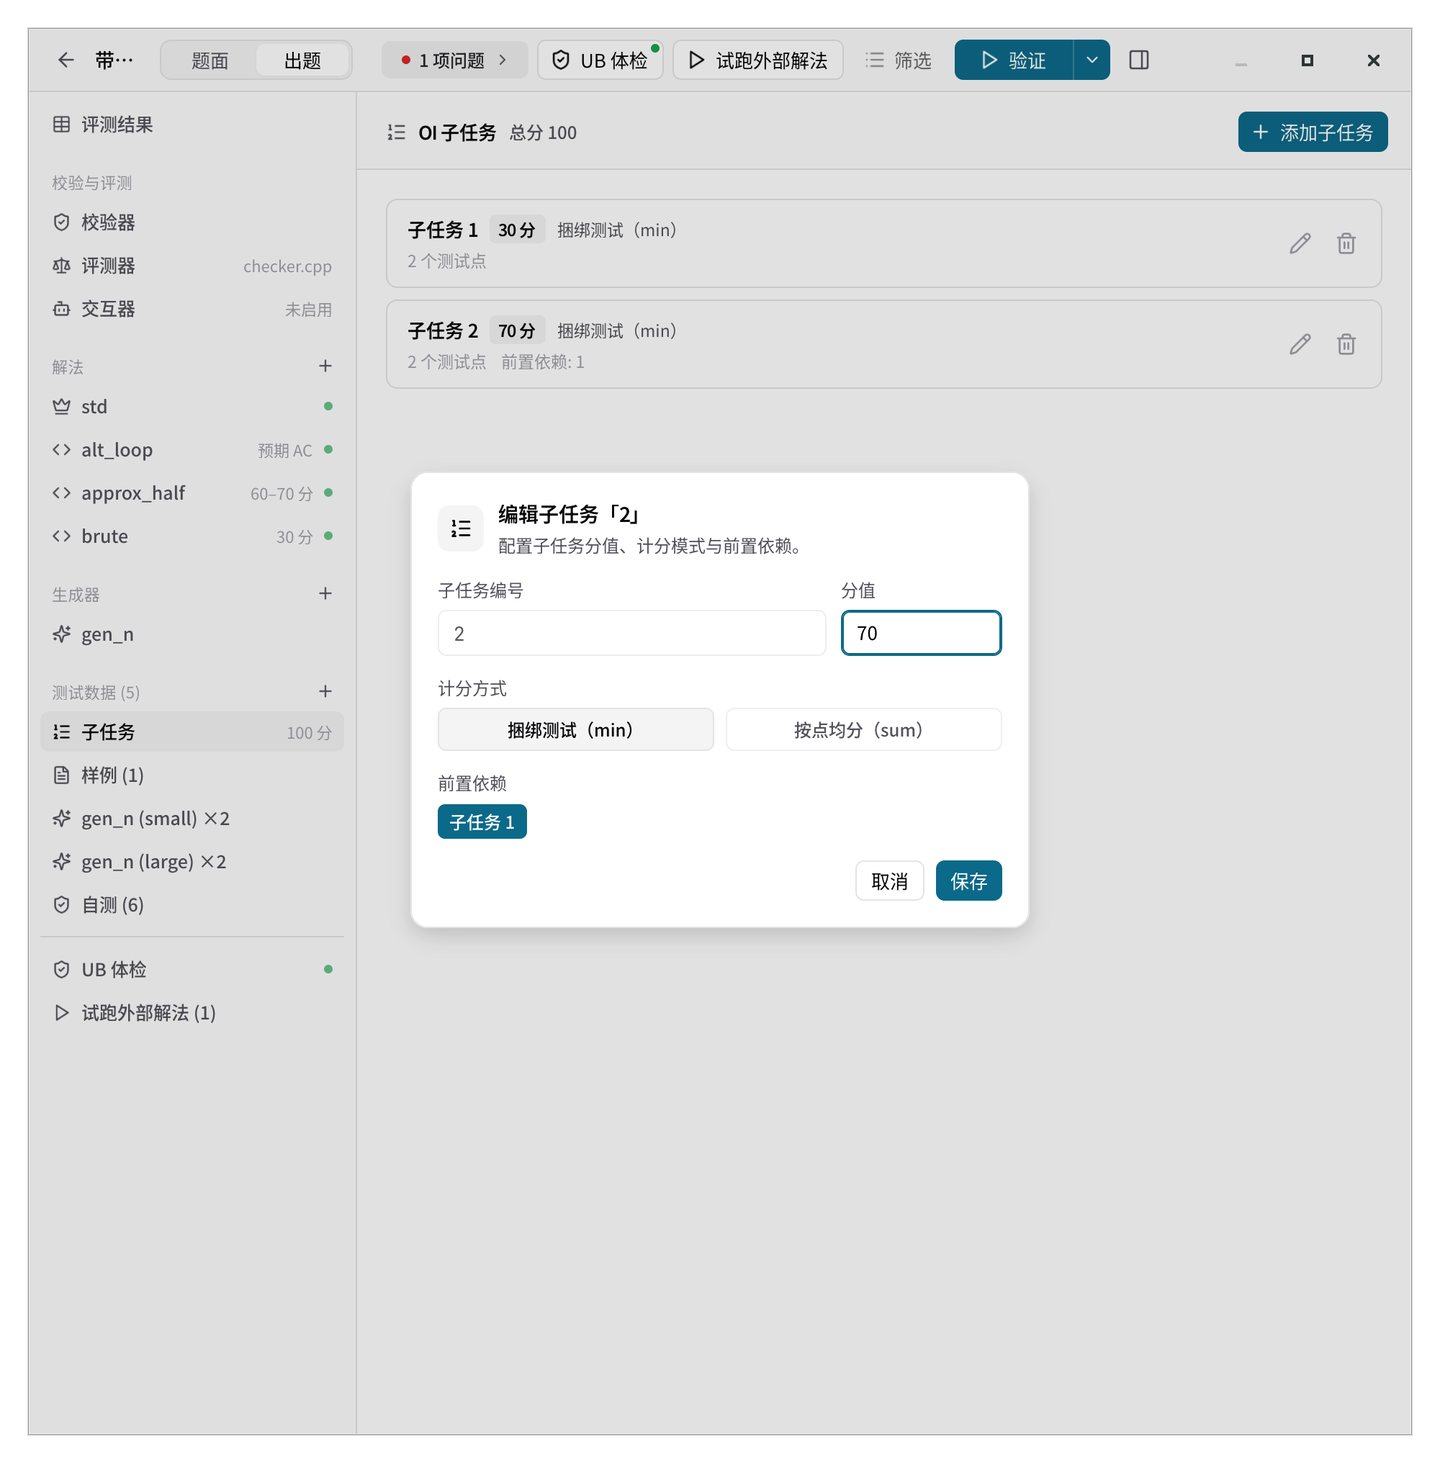 带…
题面
出题
1 项问题
UB 体检
试跑外部解法
筛选
验证
评测结果
校验与评测
校验器
评测器 checker.cpp
交互器 未启用
解法
std
alt_loop 预期 AC
approx_half 60–70 分
brute 30 分
生成器
gen_n
测试数据 (5)
子任务 100 分
样例 (1)
gen_n (small) ×2
gen_n (large) ×2
自测 (6)
UB 体检
试跑外部解法 (1)
OI 子任务 总分 100
添加子任务
子任务 1 30 分 捆绑测试（min）
2 个测试点
子任务 2 70 分 捆绑测试（min）
2 个测试点 前置依赖: 1
编辑子任务「2」
配置子任务分值、计分模式与前置依赖。
子任务编号 分值
2 70
计分方式
捆绑测试（min） 按点均分（sum）
前置依赖
子任务 1
取消 保存